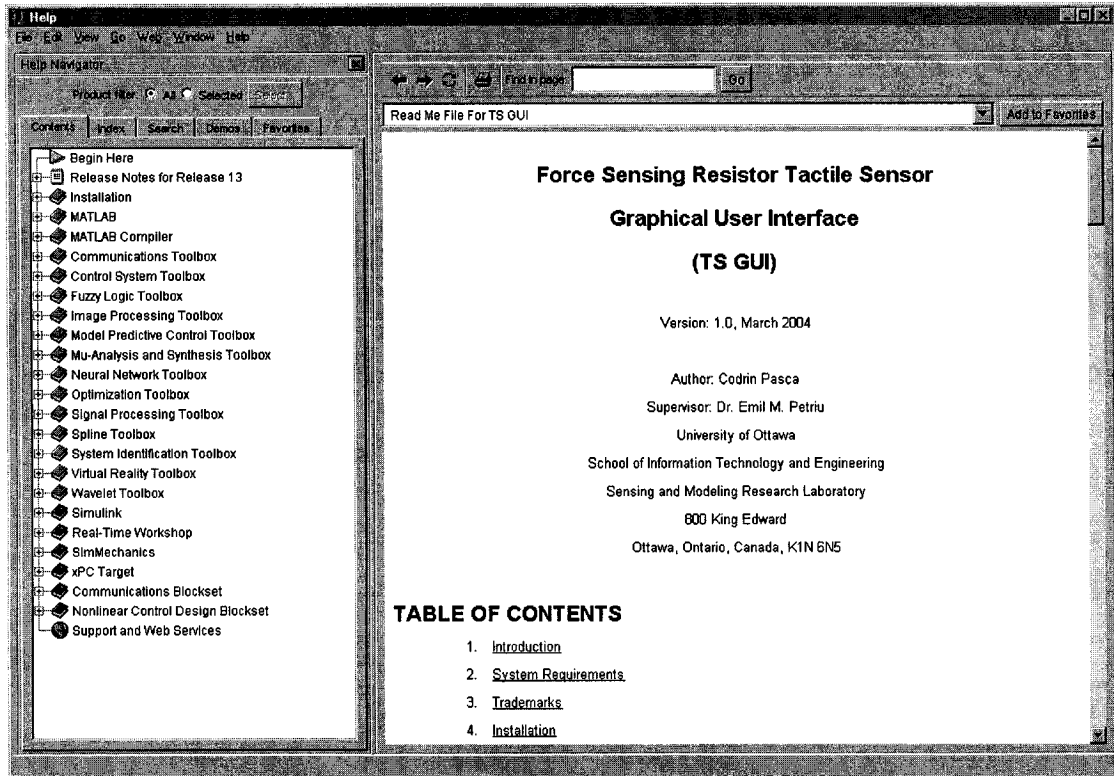 Help
File Edit View Go Web Window Help
Help Navigator
Product filter: All Selected Select...
Contents Index Search Demos Favorites
Begin Here
Release Notes for Release 13
Installation
MATLAB
MATLAB Compiler
Communications Toolbox
Control System Toolbox
Fuzzy Logic Toolbox
Image Processing Toolbox
Model Predictive Control Toolbox
Mu-Analysis and Synthesis Toolbox
Neural Network Toolbox
Optimization Toolbox
Signal Processing Toolbox
Spline Toolbox
System Identification Toolbox
Virtual Reality Toolbox
Wavelet Toolbox
Simulink
Real-Time Workshop
SimMechanics
xPC Target
Communications Blockset
Nonlinear Control Design Blockset
Support and Web Services
Find in page: Go
Read Me File For TS GUI Add to Favorites
Force Sensing Resistor Tactile Sensor
Graphical User Interface
(TS GUI)
Version: 1.0, March 2004
Author: Codrin Pasca
Supervisor: Dr. Emil M. Petriu
University of Ottawa
School of Information Technology and Engineering
Sensing and Modeling Research Laboratory
800 King Edward
Ottawa, Ontario, Canada, K1N 6N5
TABLE OF CONTENTS
1. Introduction
2. System Requirements
3. Trademarks
4. Installation